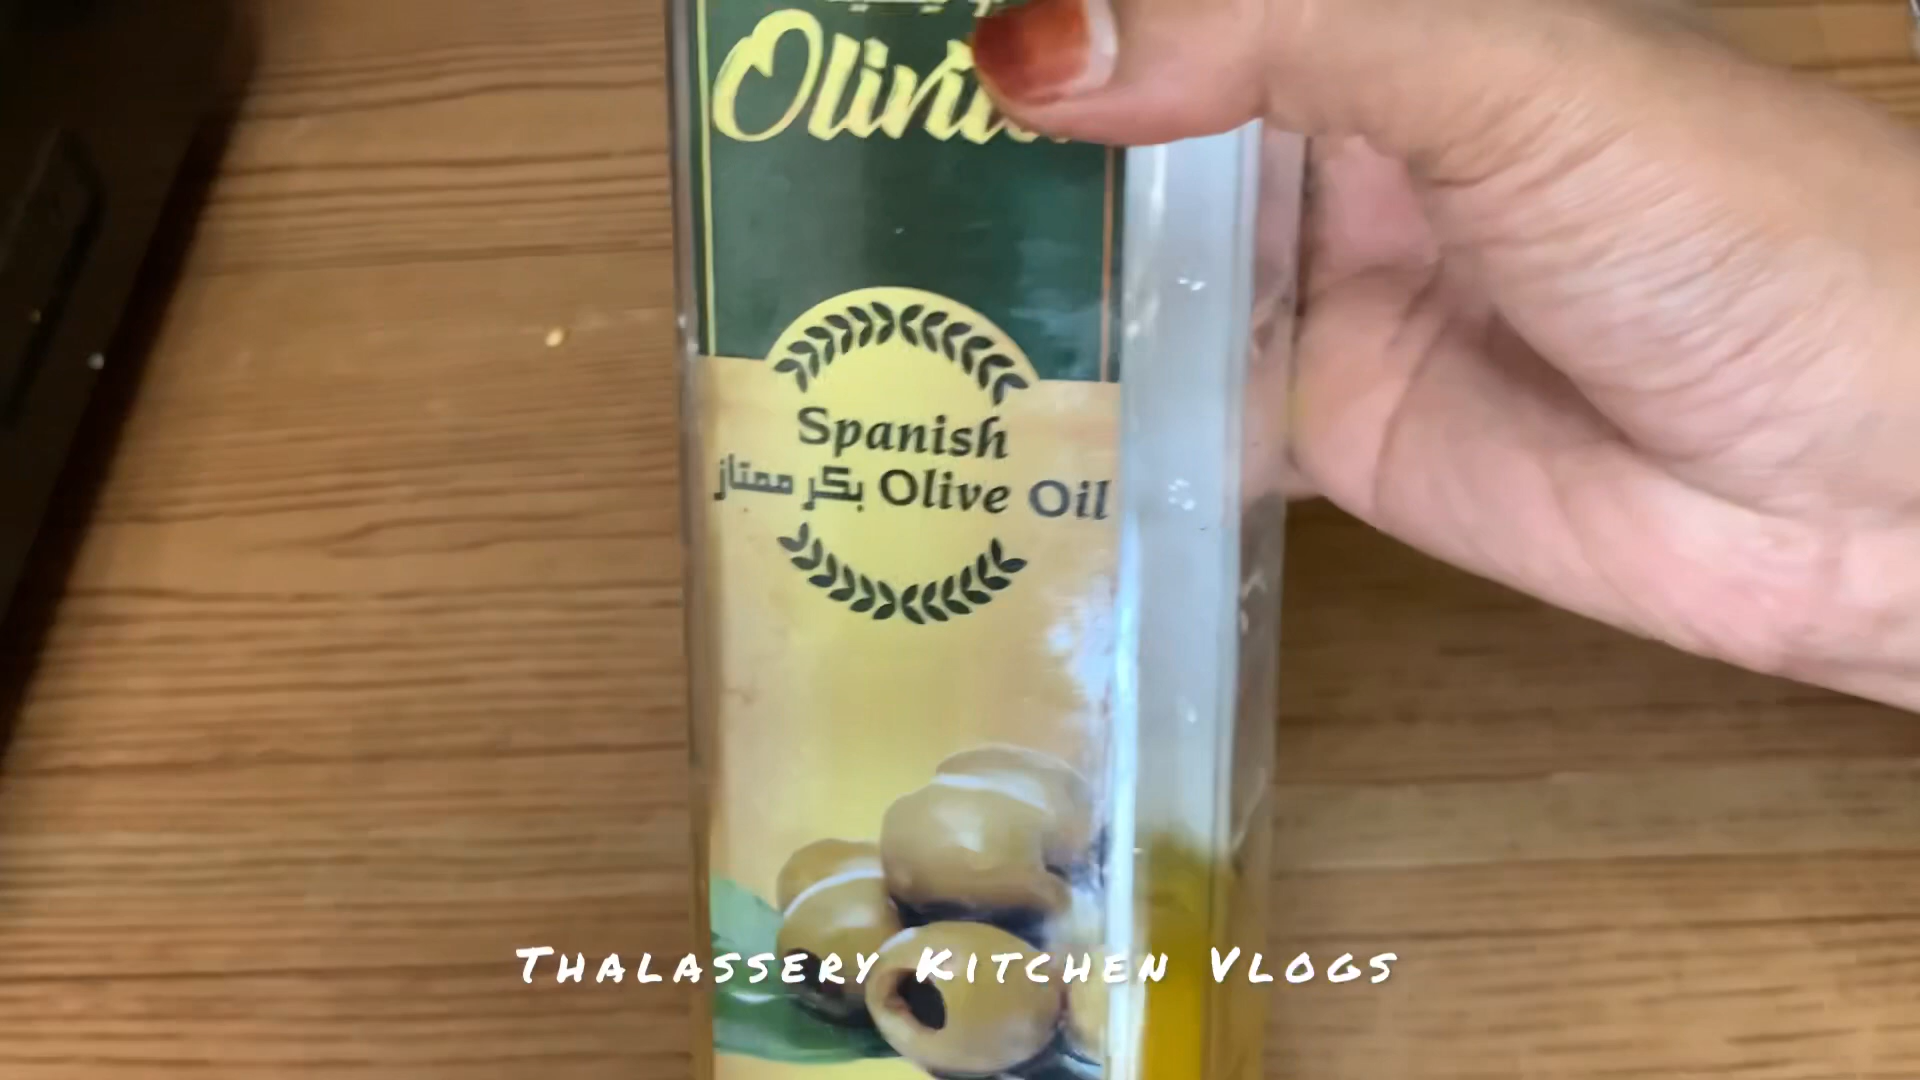 Spanish
بكر ممتاز Olive Oil
Thalassery Kitchen Vlogs